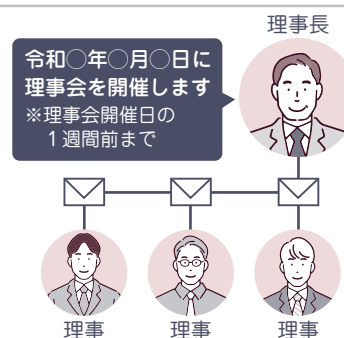 理事長
令和○年○月○日に
理事会を開催します
※理事会開催日の
１週間前まで
理事
理事
理事